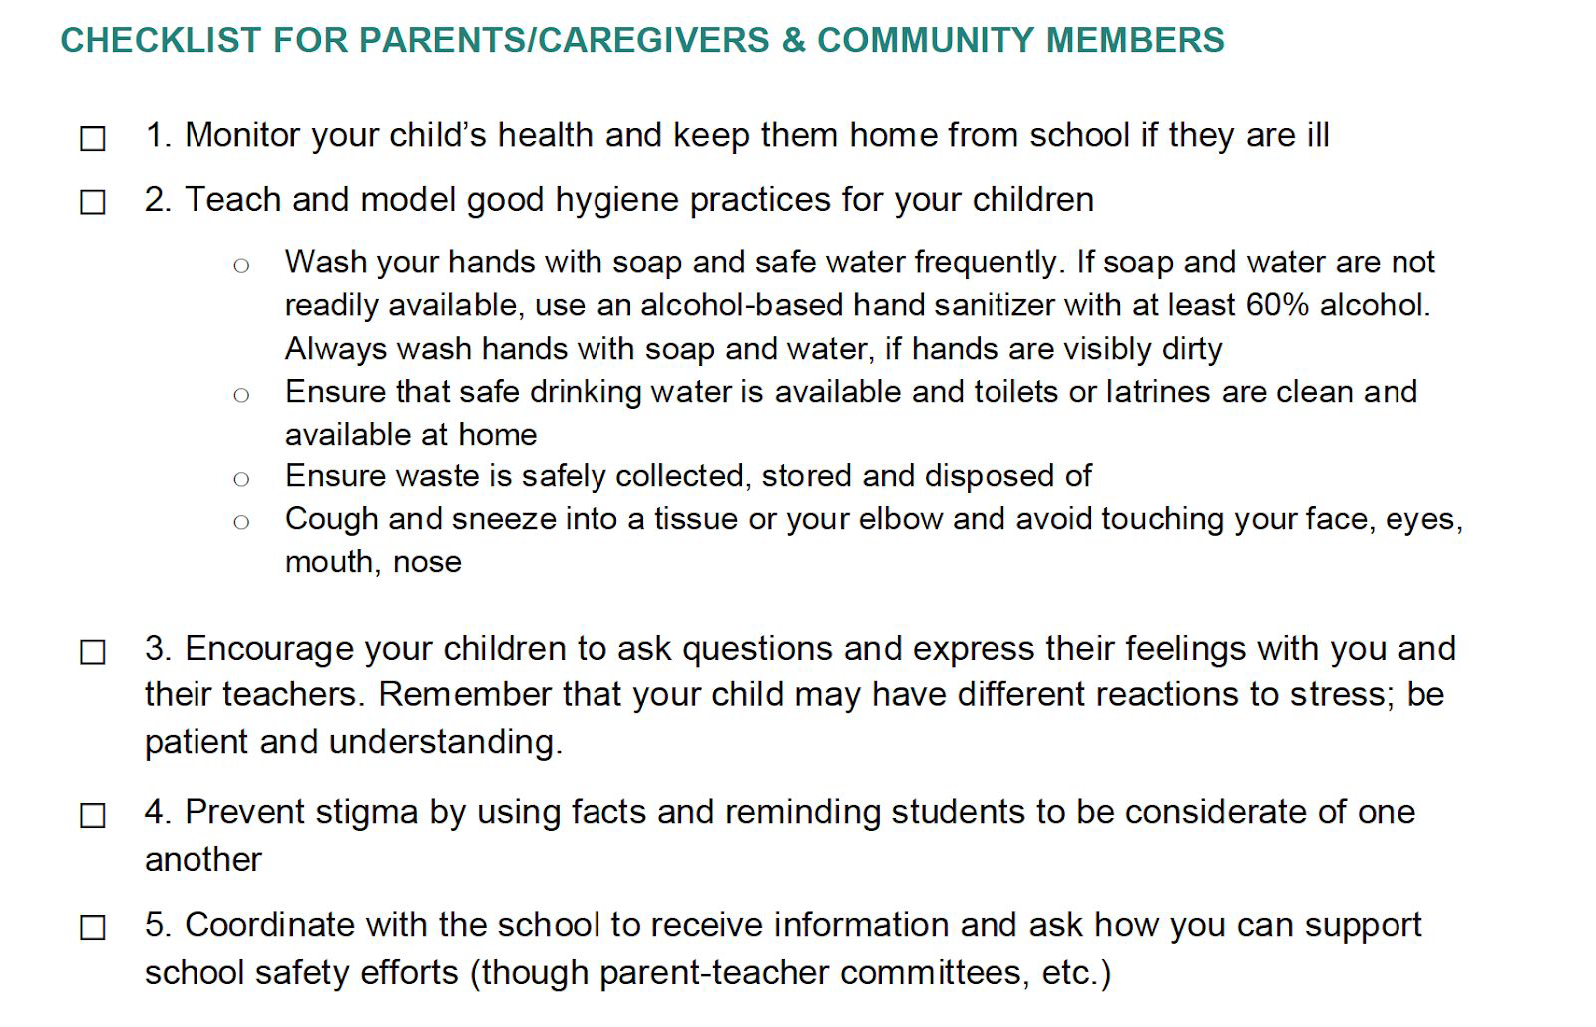 CHECKLIST FOR PARENTS/CAREGIVERS & COMMUNITY MEMBERS
1. Monitor your child’s health and keep them home from school if they are ill
2. Teach and model good hygiene practices for your children
Wash your hands with soap and safe water frequently. If soap and water are not
readily available, use an alcohol-based hand sanitizer with at least 60% alcohol.
Always wash hands with soap and water, if hands are visibly dirty
Ensure that safe drinking water is available and toilets or latrines are clean and
available at home
Ensure waste is safely collected, stored and disposed of
Cough and sneeze into a tissue or your elbow and avoid touching your face, eyes,
mouth, nose
3. Encourage your children to ask questions and express their feelings with you and
their teachers. Remember that your child may have different reactions to stress; be
patient and understanding.
4. Prevent stigma by using facts and reminding students to be considerate of one
another
5. Coordinate with the school to receive information and ask how you can support
school safety efforts (though parent-teacher committees, etc.)